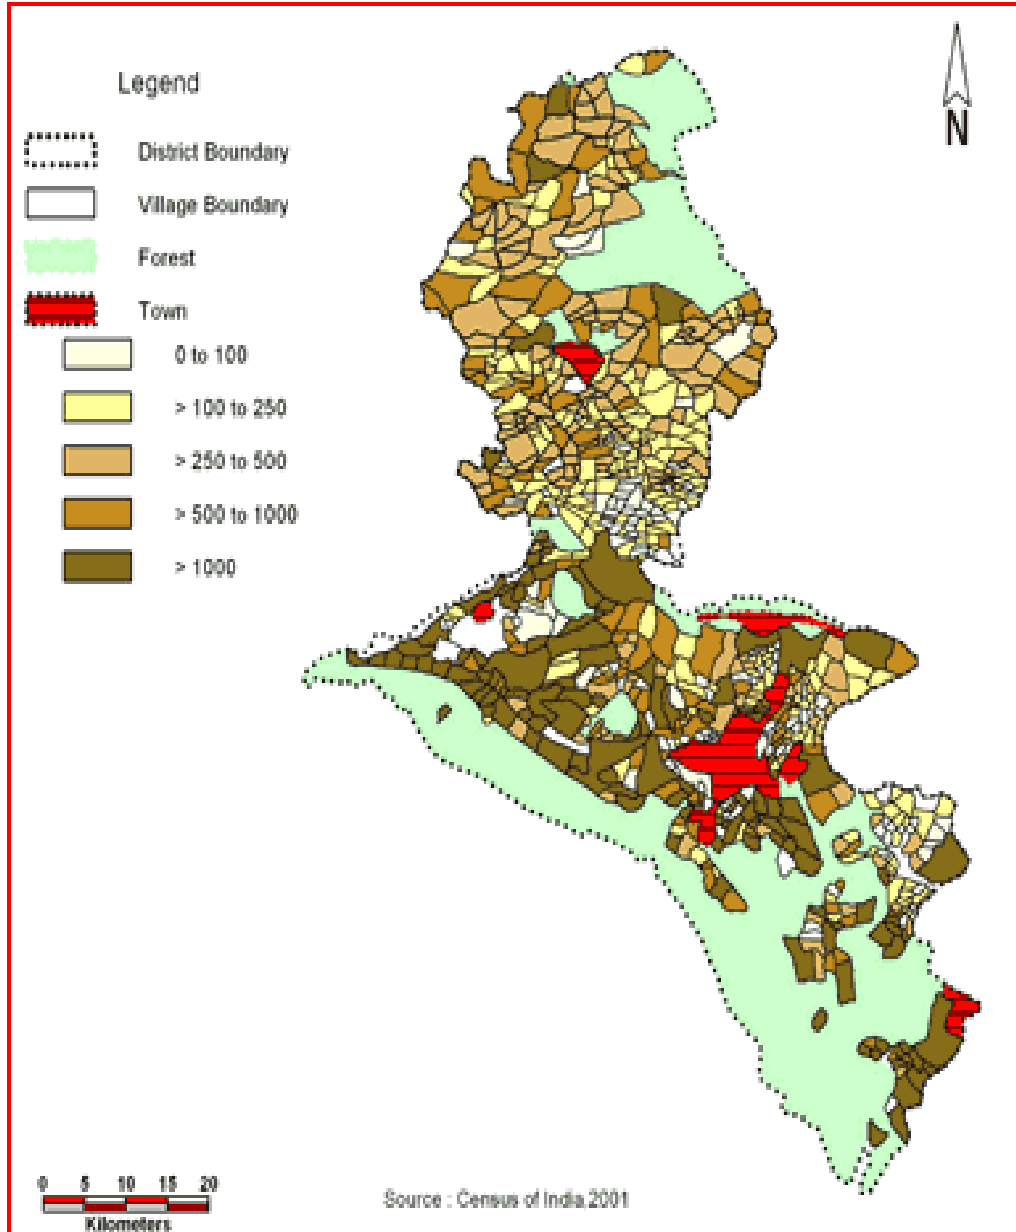 Legend
N
District Boundary
Village Boundary
Forest
Town
0 to 100
> 100 to 250
> 250 to 500
> 500 to 1000
> 1000
0 5 10 15 20
Kilometers
Source : Census of India,2001